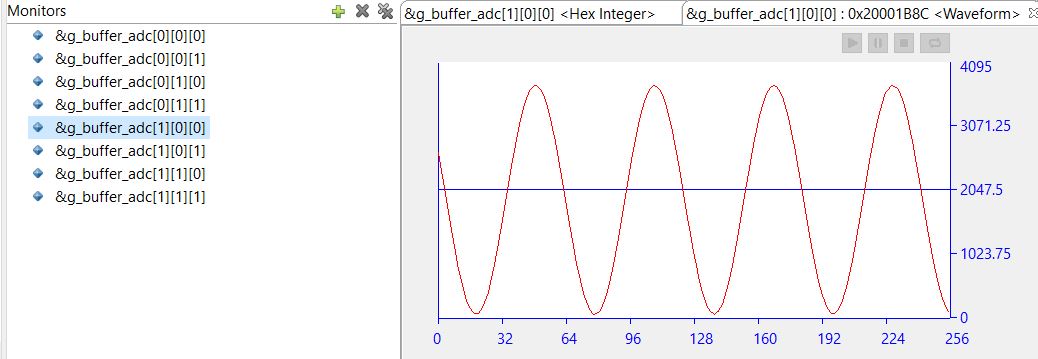 Monitors
&g_buffer_adc[0][0][0]
&g_buffer_adc[0][0][1]
&g_buffer_adc[0][1][0]
&g_buffer_adc[0][1][1]
&g_buffer_adc[1][0][0]
&g_buffer_adc[1][0][1]
&g_buffer_adc[1][1][0]
&g_buffer_adc[1][1][1]
&g_buffer_adc[1][0][0] <Hex Integer>
&g_buffer_adc[1][0][0] : 0x20001B8C <Waveform>
4095
3071.25
2047.5
1023.75
0
0 32 64 96 128 160 192 224 256